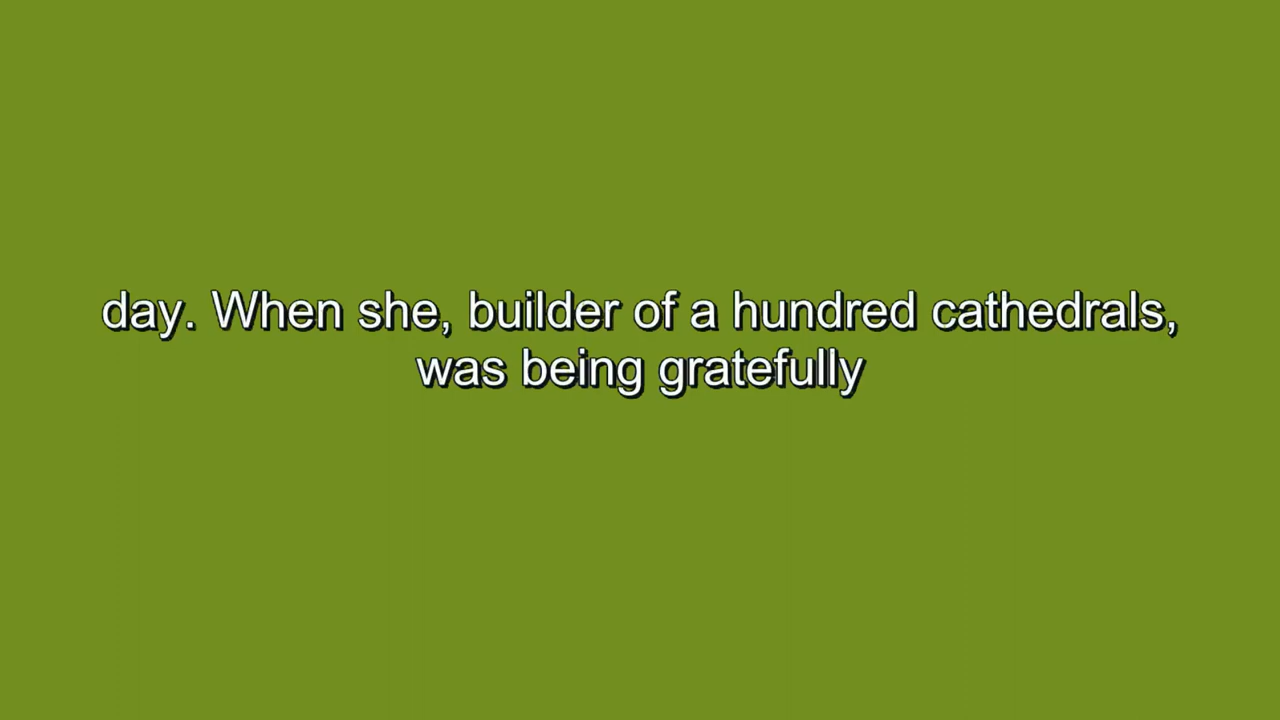 day. When she, builder of a hundred cathedrals,
was being gratefully